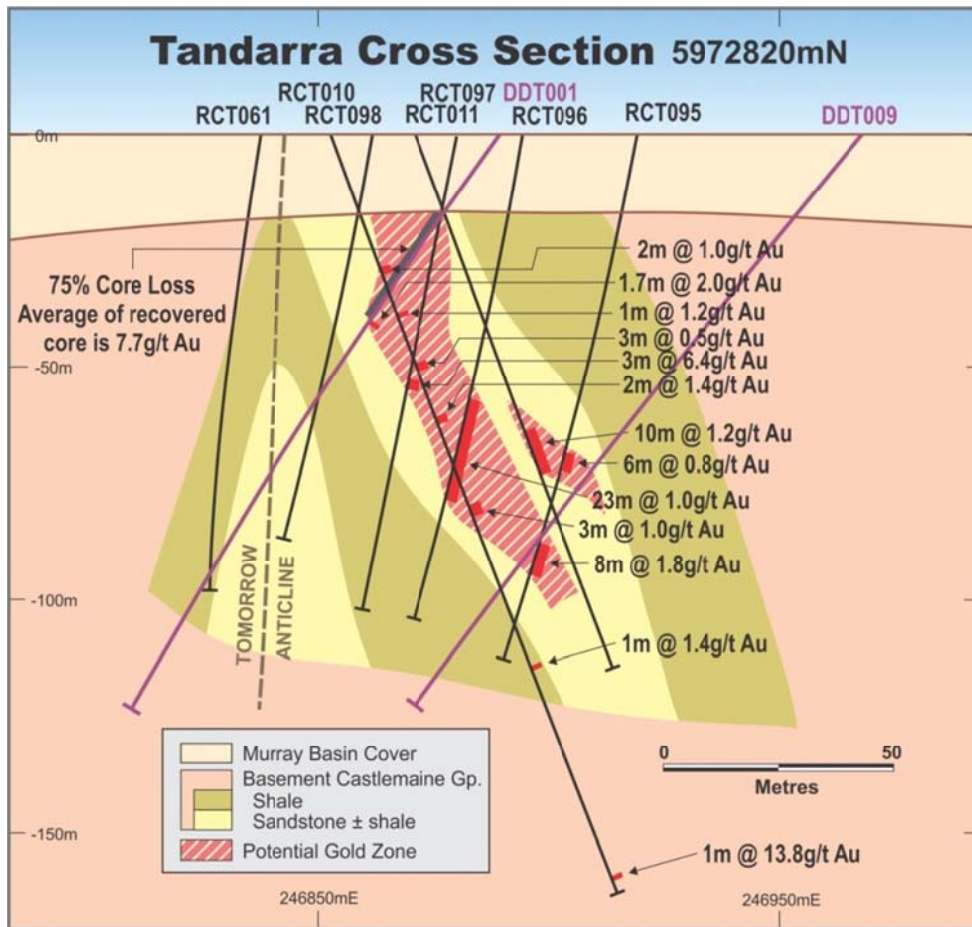 Tandarra Cross Section 5972820mN
RCT010
RCT097 DDT001
RCT061
RCT098
RCT011
RCT096
RCT095
DDT009
0m
2m @ 1.0g/t Au
75% Core Loss
Average of recovered
core is 7.7g/t Au
1.7m @ 2.0g/t Au
1m @ 1.2g/t Au
3m @ 0.5g/t Au
3m @ 6.4g/t Au
-50m
2m @ 1.4g/t Au
10m @ 1.2g/t Au
6m @ 0.8g/t Au
23m @ 1.0g/t Au
3m @ 1.0g/t Au
8m @ 1.8g/t Au
-100m
TOMORROW
ANTICLINE
1m @ 1.4g/t Au
Murray Basin Cover
Basement Castlemaine Gp.
Shale
Sandstone ± shale
Potential Gold Zone
0
50
Metres
-150m
1m @ 13.8g/t Au
246850mE
246950mE